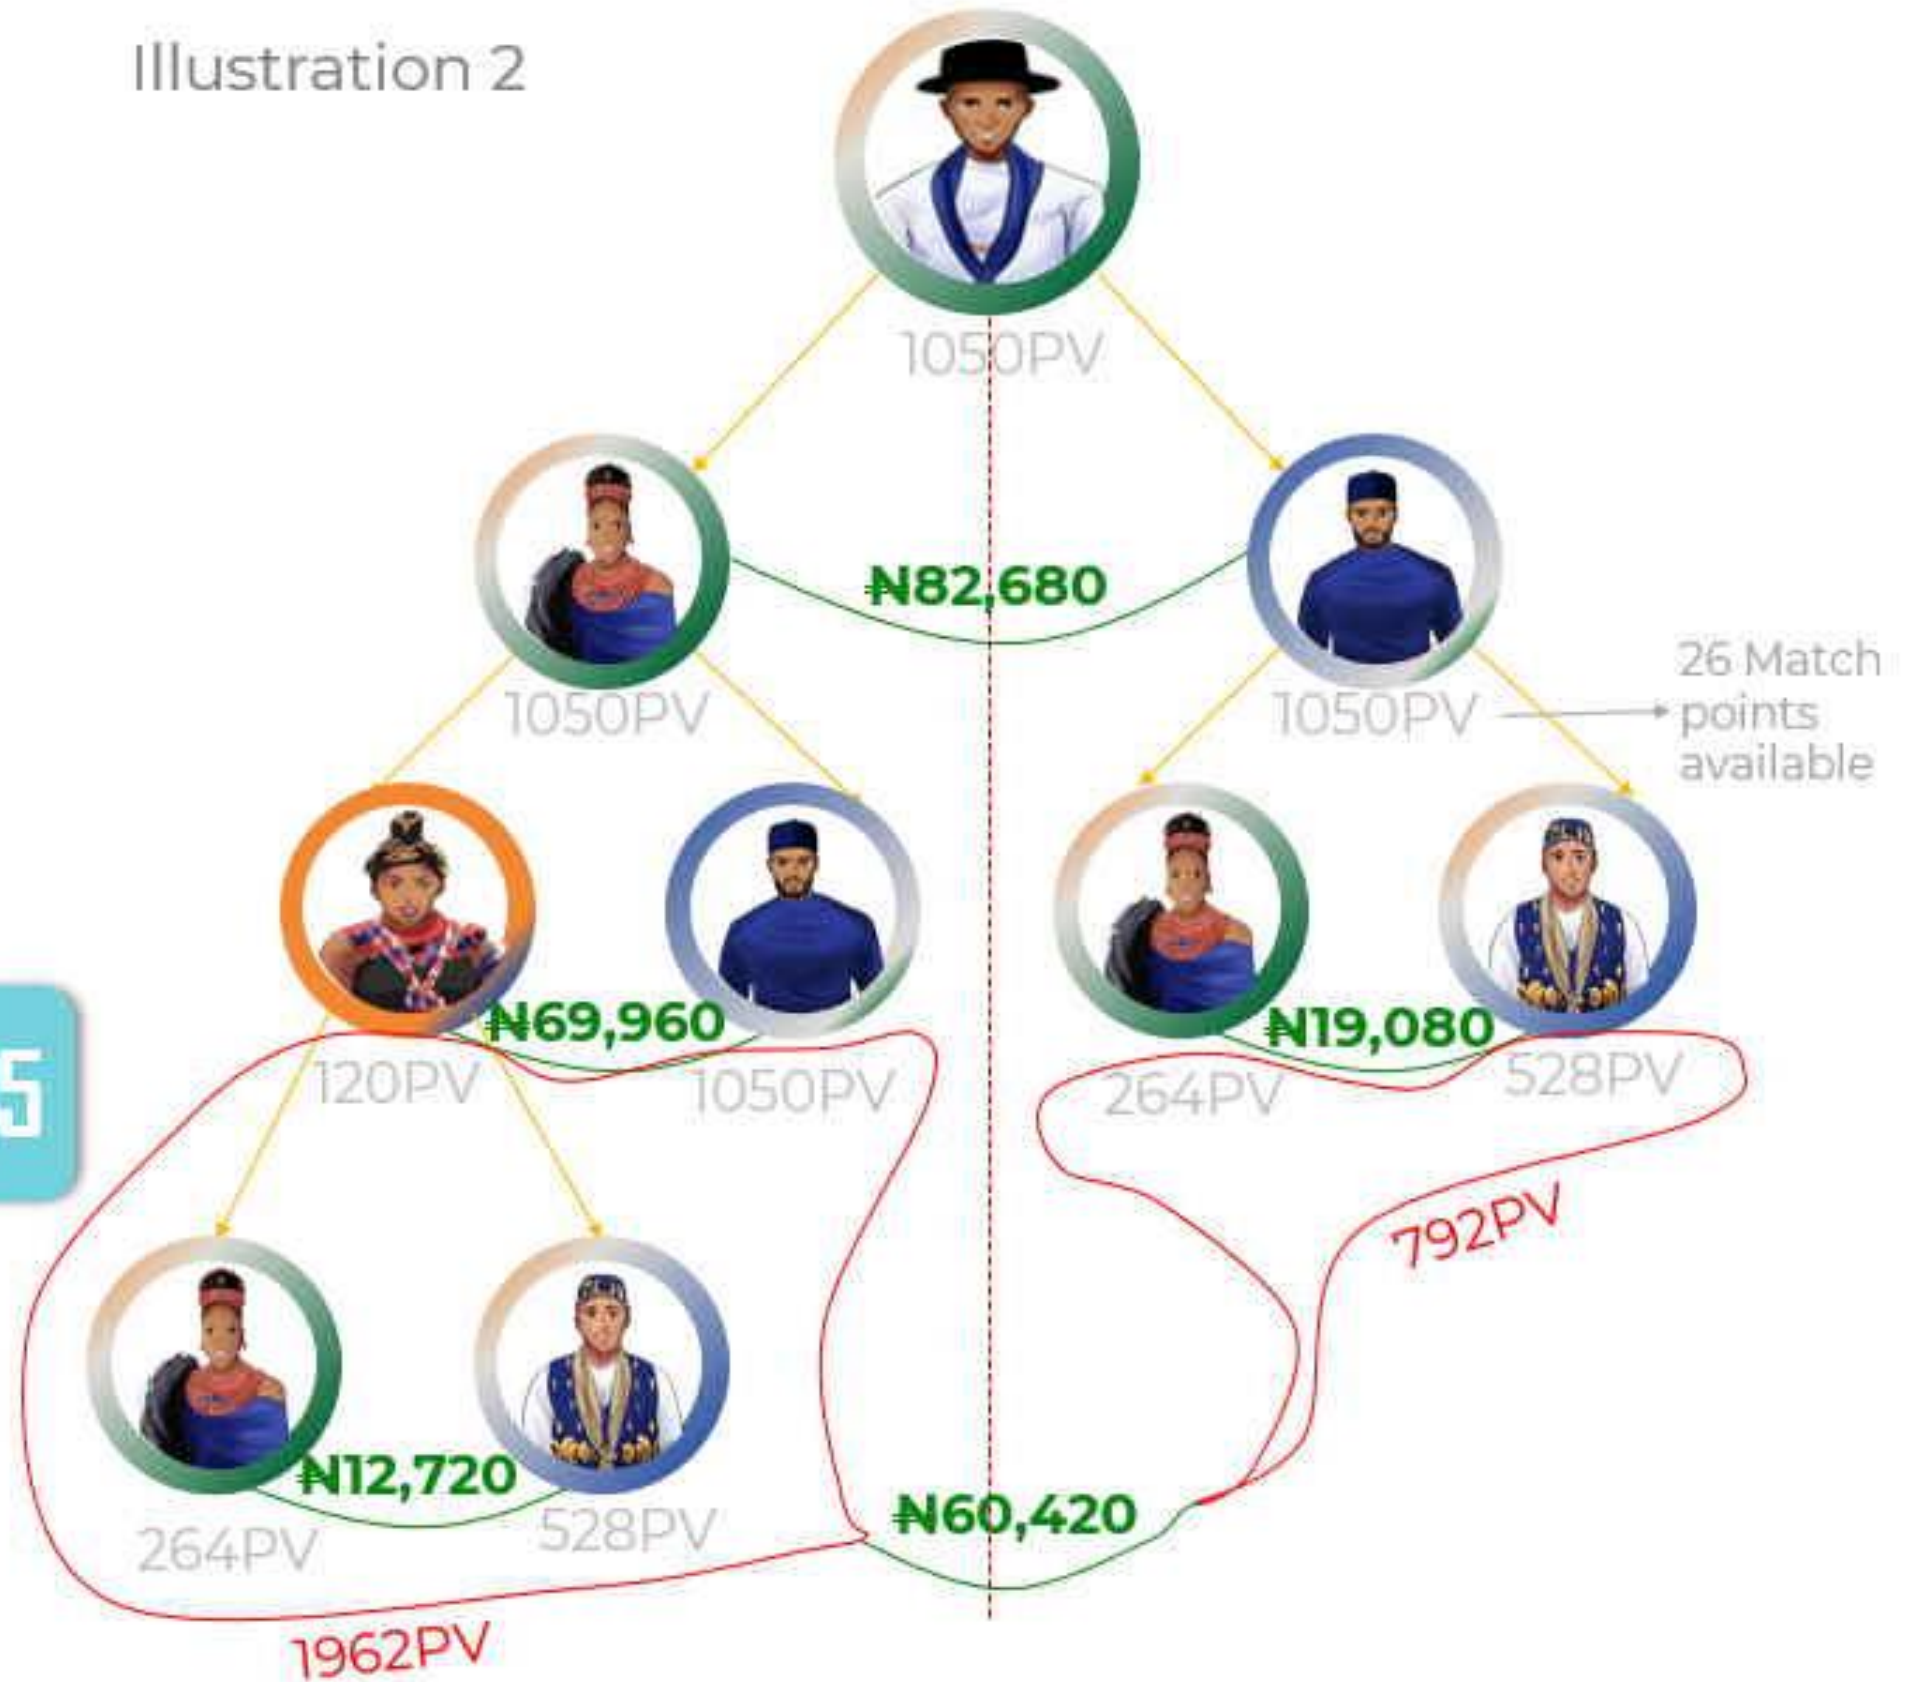 Illustration 2
1050PV
₦82,680
1050PV
1050PV
26 Match
points
available
₦69,960
₦19,080
120PV
1050PV
264PV
528PV
5
792PV
₦12,720
₦60,420
264PV
528PV
1962PV